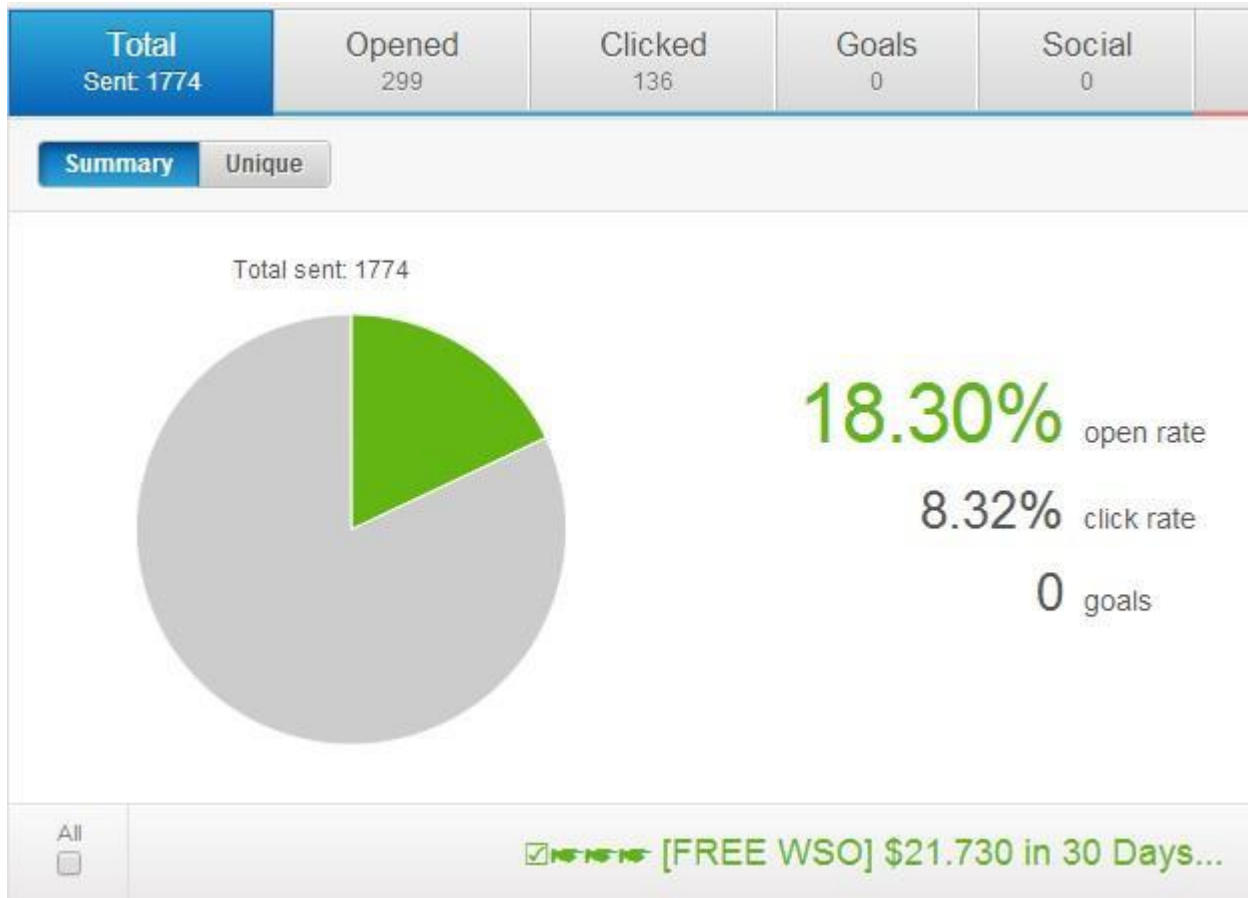 Total Opened Clicked Goals Social
Sent: 1774 299 136 0 0
Summary Unique
Total sent: 1774
18.30% open rate
8.32% click rate
0 goals
All
☑☛☛☛ [FREE WSO] $21.730 in 30 Days...